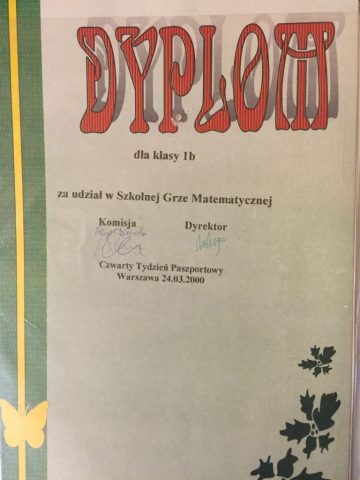 DYPLOM
dla klasy 1b
za udział w Szkolnej Grze Matematycznej
Komisja Dyrektor
Czwarty Tydzień Paszportowy
Warszawa 24.03.2000